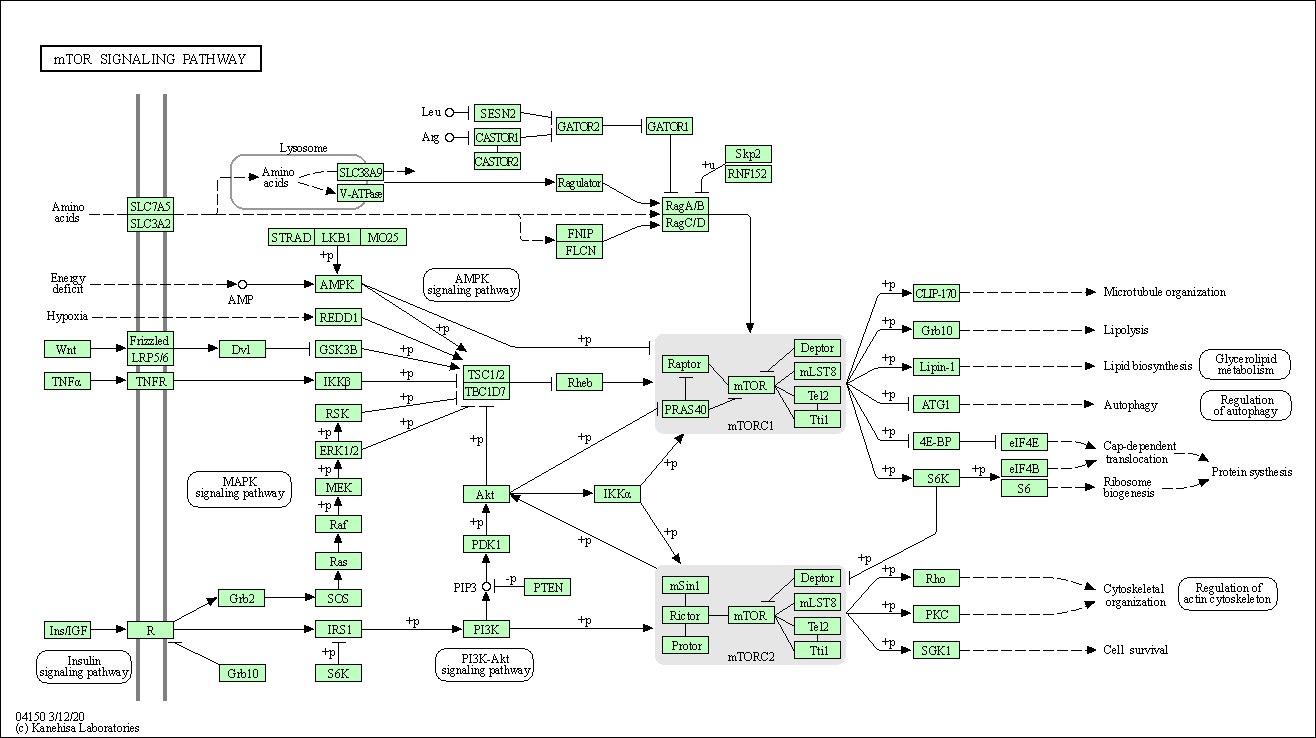 mTOR SIGNALING PATHWAY
Leu
SESN2
GATOR2
GATOR1
Arg
CASTOR1
CASTOR2
Lysosome
Amino
acids
SLC38A9
V-ATPase
Ragulator
Skp2
+u
RNF152
Amino
acids
SLC7A5
SLC3A2
RagA/B
RagC/D
STRAD
LKB1
MO25
FNIP
FLCN
+p
Energy
deficit
AMP
AMPK
AMPK
signaling pathway
Hypoxia
REDD1
+p
Wnt
Frizzled
LRP5/6
Dvl
GSK3B
+p
+p
TNFα
TNFR
IKKβ
+p
TSC1/2
TBC1D7
Rheb
RSK
+p
+p
ERK1/2
+p
+p
MEK
+p
Raf
Ras
MAPK
signaling pathway
Raptor
PRAS40
mTOR
Deptor
mLST8
Tel2
Tti1
mTORC1
+p
CLIP-170
Microtubule organization
+p
Grb10
Lipolysis
+p
Lipin-1
Lipid biosynthesis
Glycerolipid
metabolism
+p
ATG1
Autophagy
Regulation
of autophagy
+p
4E-BP
eIF4E
Cap-dependent
translocation
+p
S6K
+p
eIF4B
S6
Ribosome
biogenesis
Protein systhesis
+p
Akt
+p
IKKα
+p
+p
+p
+p
PDK1
PIP3
-p
PTEN
Grb2
SOS
Ins/IGF
R
IRS1
+p
PI3K
+p
+p
Insulin
signaling pathway
Grb10
S6K
PI3K-Akt
signaling pathway
mSin1
Rictor
Protor
mTOR
Deptor
mLST8
Tel2
Tti1
mTORC2
+p
+p
Rho
+p
PKC
Cytoskeletal
organization
Regulation of
actin cytoskeleton
+p
SGK1
Cell survival
04150 3/12/20
(c) Kanehisa Laboratories